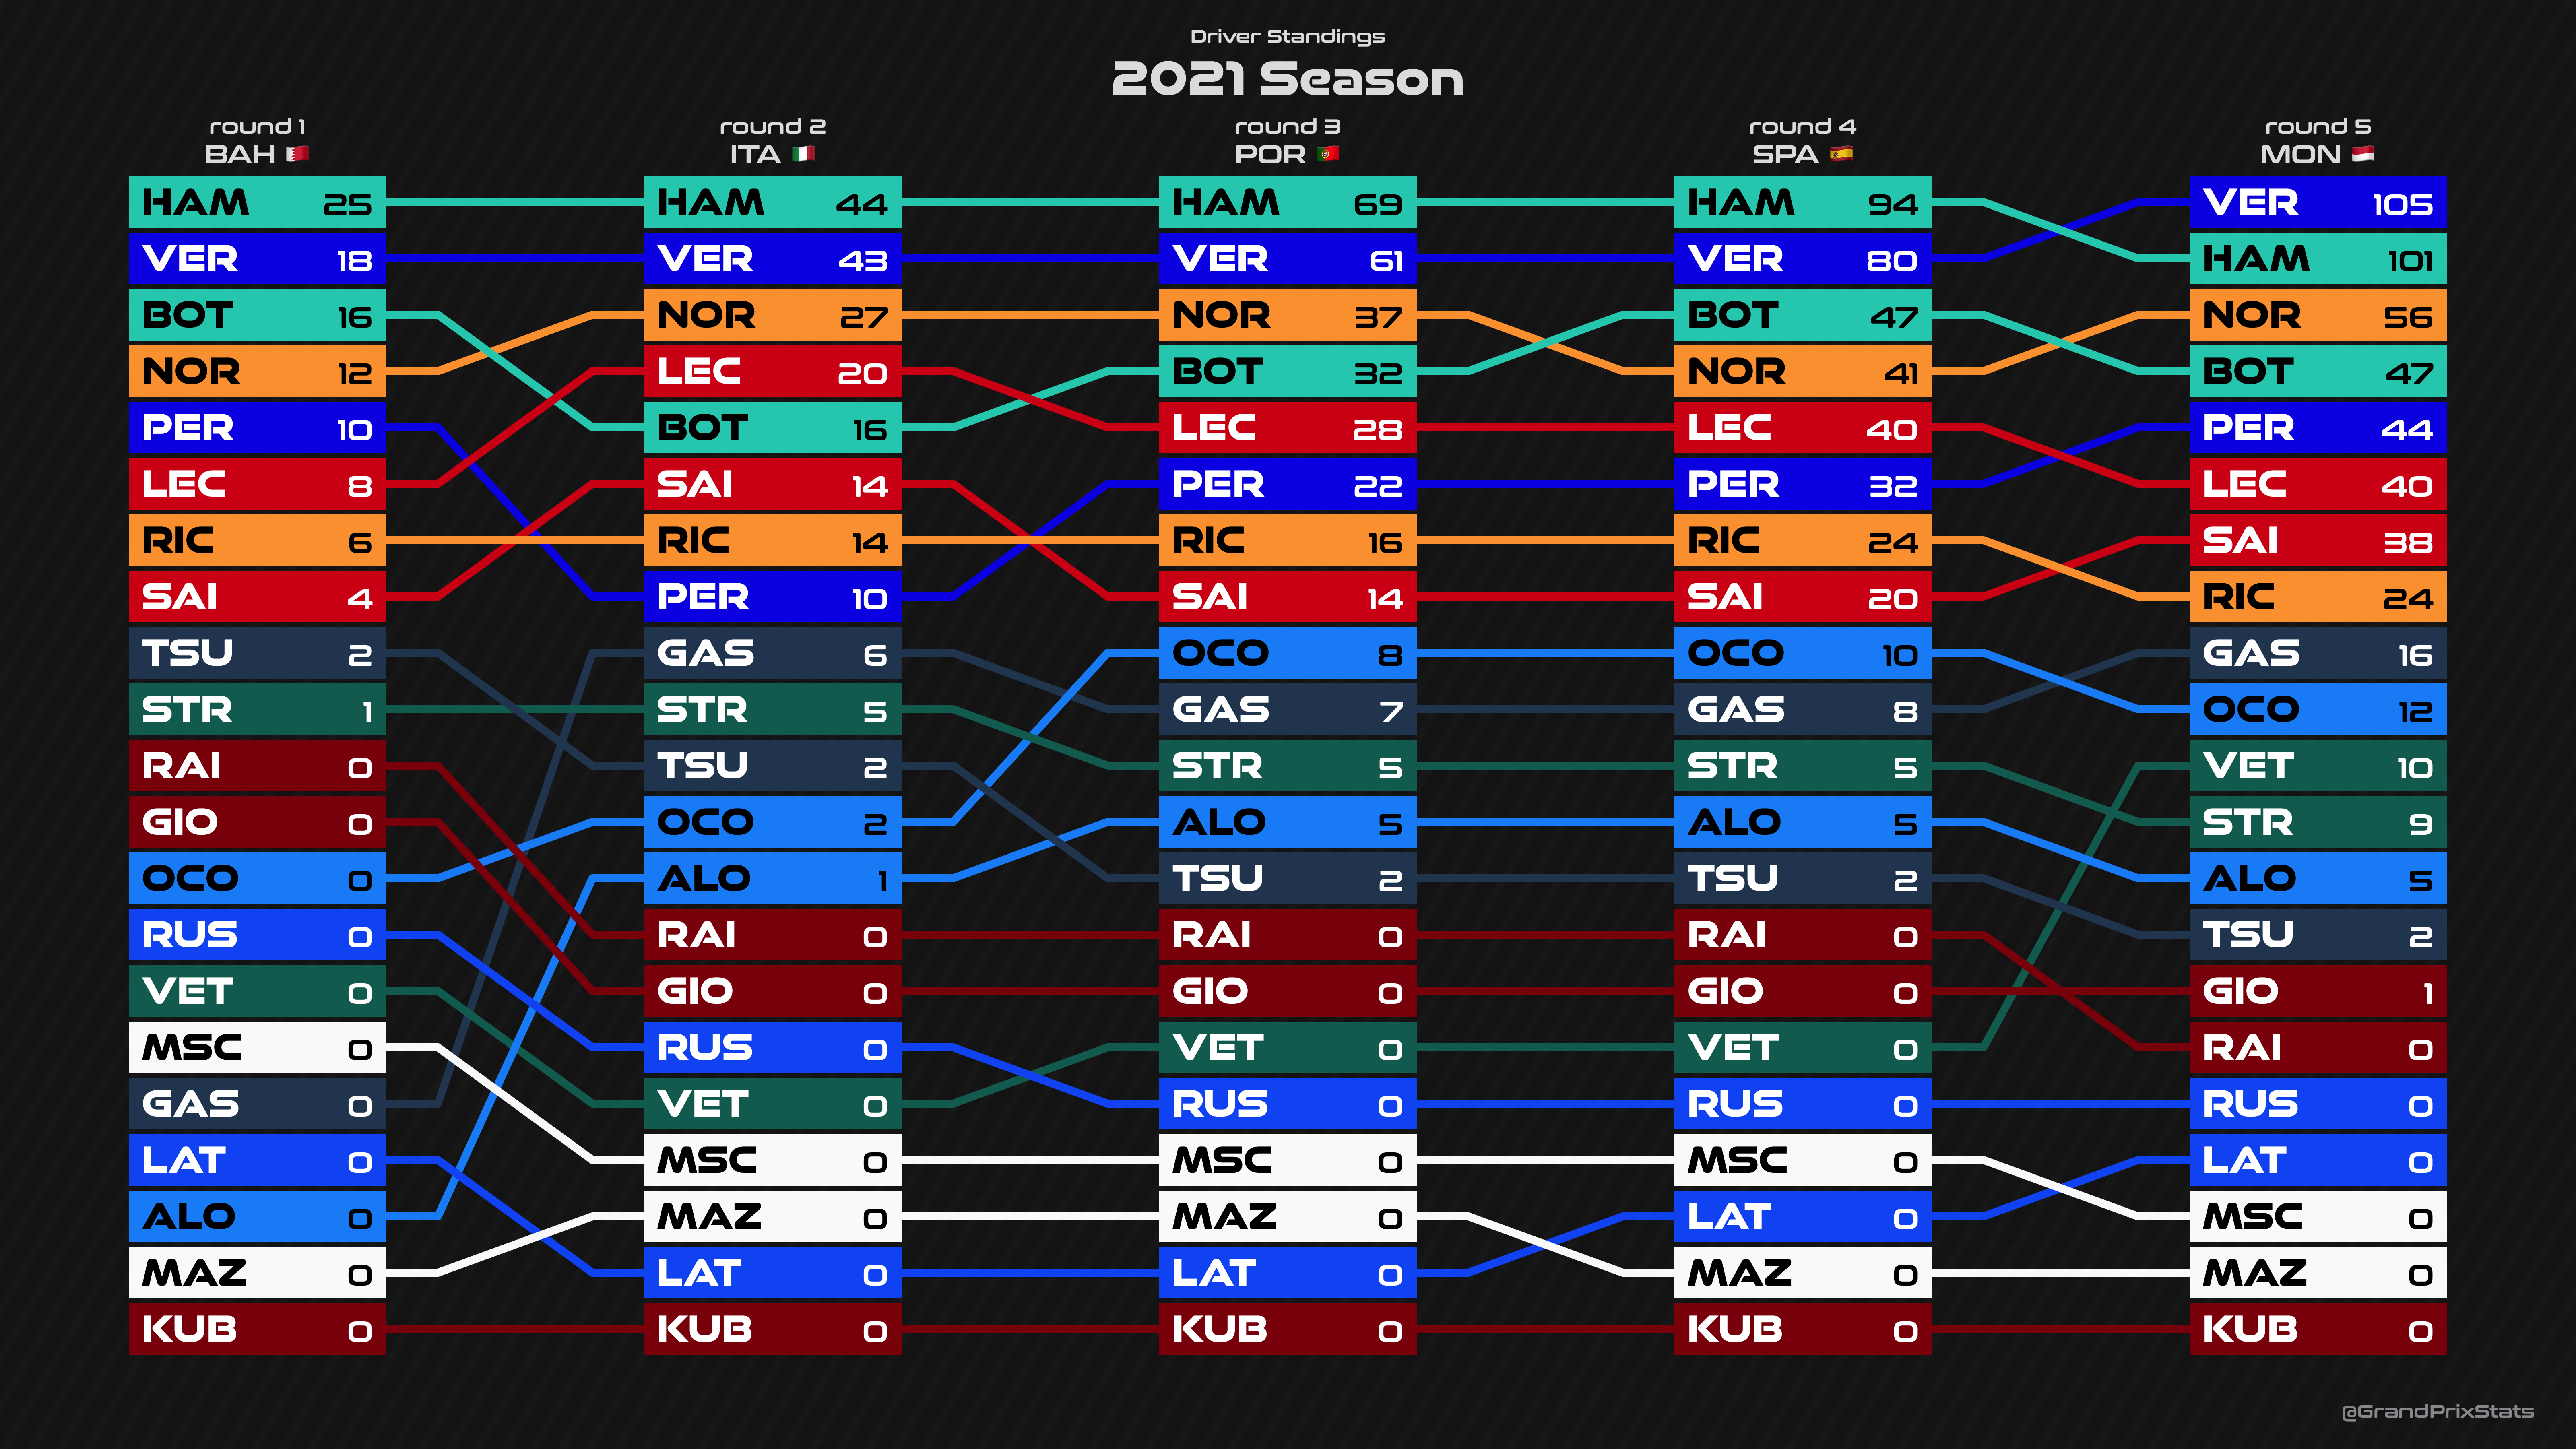 Driver Standings
2021 Season
round 1
BAH
HAM 25
VER 18
BOT 16
NOR 12
PER 10
LEC 8
RIC 6
SAI 4
TSU 2
STR 1
RAI 0
GIO 0
OCO 0
RUS 0
VET 0
MSC 0
GAS 0
LAT 0
ALO 0
MAZ 0
KUB 0
round 2
ITA
HAM 44
VER 43
NOR 27
LEC 20
BOT 16
SAI 14
RIC 14
PER 10
GAS 6
STR 5
TSU 2
OCO 2
ALO 1
RAI 0
GIO 0
RUS 0
VET 0
MSC 0
MAZ 0
LAT 0
KUB 0
round 3
POR
HAM 69
VER 61
NOR 37
BOT 32
LEC 28
PER 22
RIC 16
SAI 14
OCO 8
GAS 7
STR 5
ALO 5
TSU 2
RAI 0
GIO 0
VET 0
RUS 0
MSC 0
MAZ 0
LAT 0
KUB 0
round 4
SPA
HAM 94
VER 80
BOT 47
NOR 41
LEC 40
PER 32
RIC 24
SAI 20
OCO 10
GAS 8
STR 5
ALO 5
TSU 2
RAI 0
GIO 0
VET 0
RUS 0
MSC 0
LAT 0
MAZ 0
KUB 0
round 5
MON
VER 105
HAM 101
NOR 56
BOT 47
PER 44
LEC 40
SAI 38
RIC 24
GAS 16
OCO 12
VET 10
STR 9
ALO 5
TSU 2
GIO 1
RAI 0
RUS 0
LAT 0
MSC 0
MAZ 0
KUB 0
@GrandPrixStats